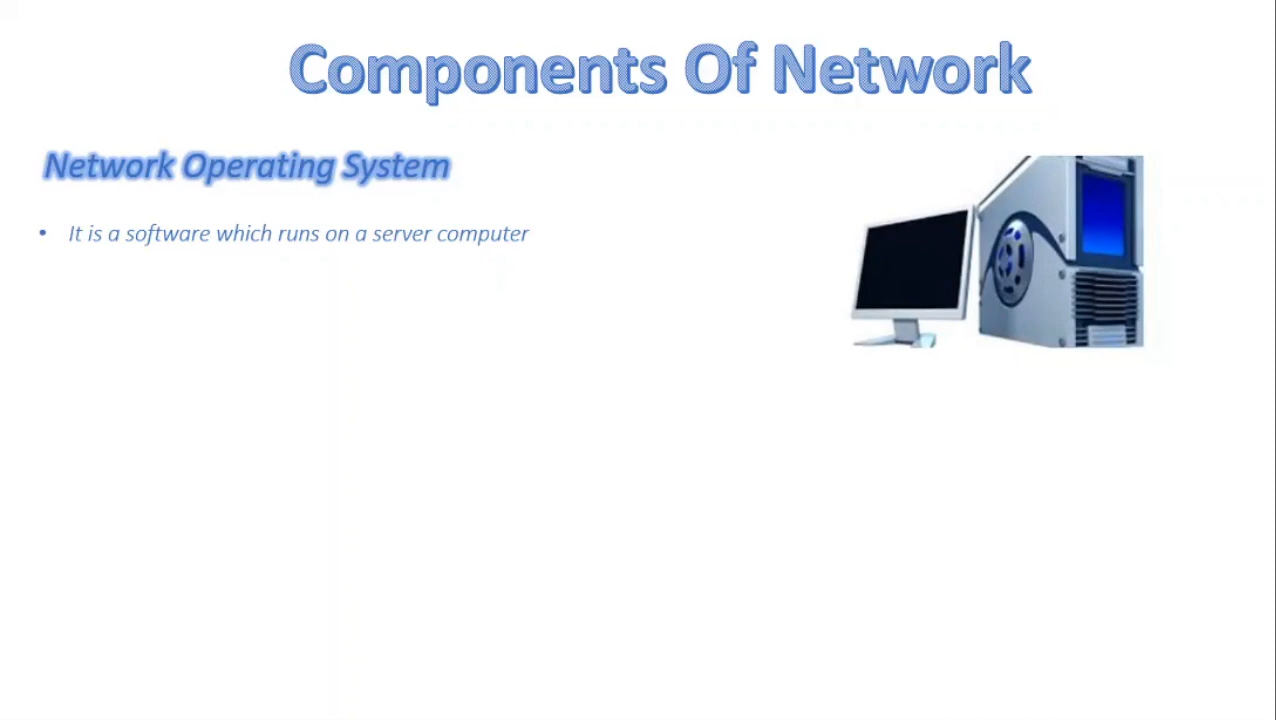 Components Of Network
Network Operating System
• It is a software which runs on a server computer